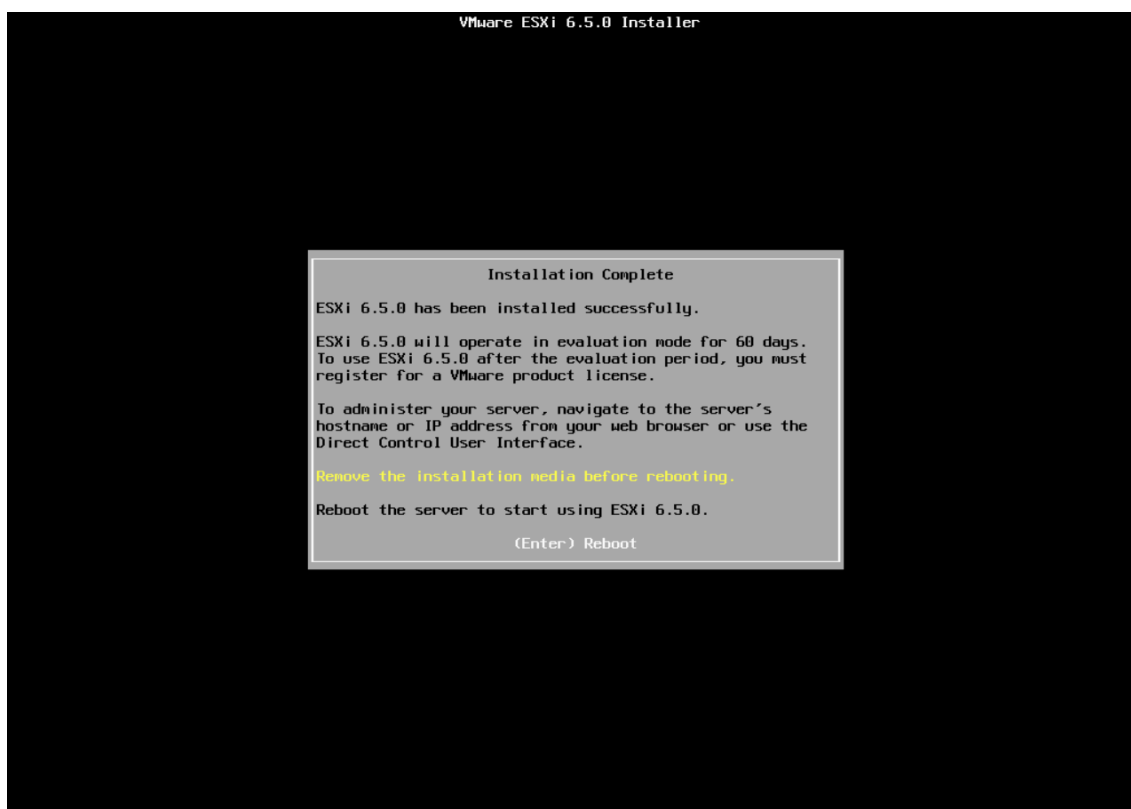 VMware ESXi 6.5.0 Installer
Installation Complete
ESXi 6.5.0 has been installed successfully.
ESXi 6.5.0 will operate in evaluation mode for 60 days.
To use ESXi 6.5.0 after the evaluation period, you must
register for a VMware product license.
To administer your server, navigate to the server's
hostname or IP address from your web browser or use the
Direct Control User Interface.
Remove the installation media before rebooting.
Reboot the server to start using ESXi 6.5.0.
(Enter) Reboot